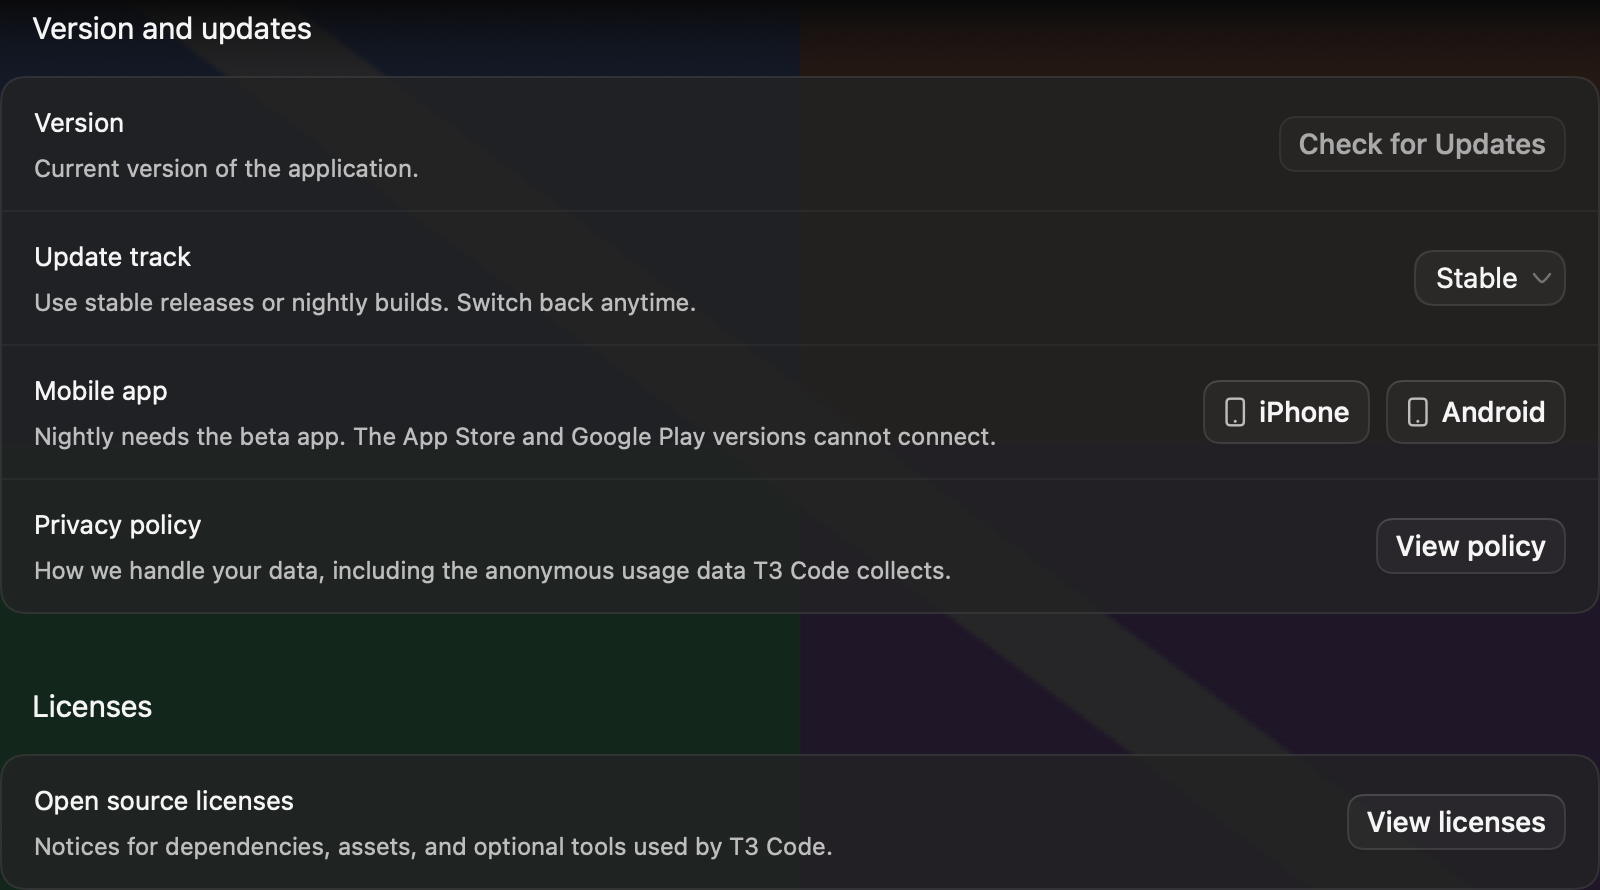 Version and updates
Version
Current version of the application.
Check for Updates
Update track
Use stable releases or nightly builds. Switch back anytime.
Stable
Mobile app
Nightly needs the beta app. The App Store and Google Play versions cannot connect.
iPhone
Android
Privacy policy
How we handle your data, including the anonymous usage data T3 Code collects.
View policy
Licenses
Open source licenses
Notices for dependencies, assets, and optional tools used by T3 Code.
View licenses